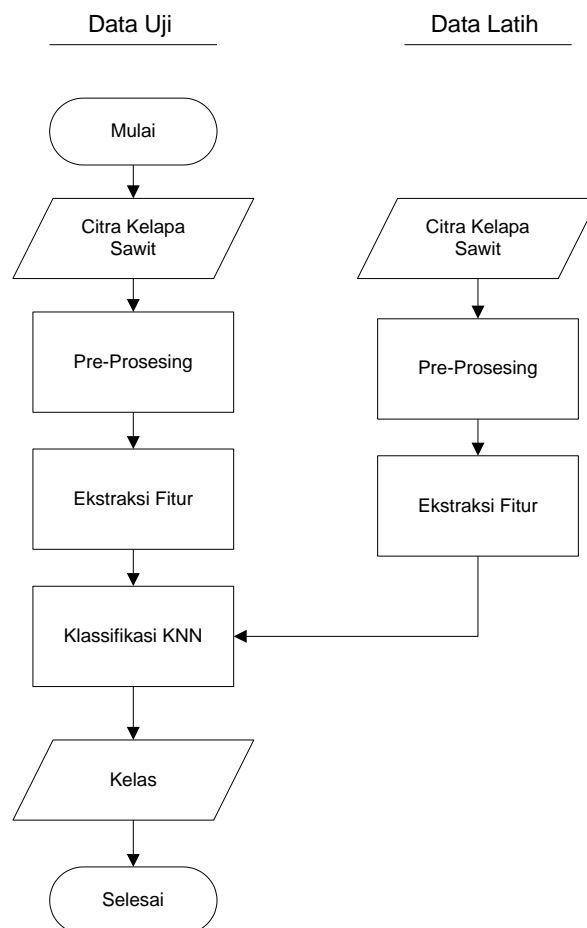 Data Uji
Data Latih
Mulai
Citra Kelapa
Sawit
Citra Kelapa
Sawit
Pre-Prosesing
Pre-Prosesing
Ekstraksi Fitur
Ekstraksi Fitur
Klassifikasi KNN
Kelas
Selesai